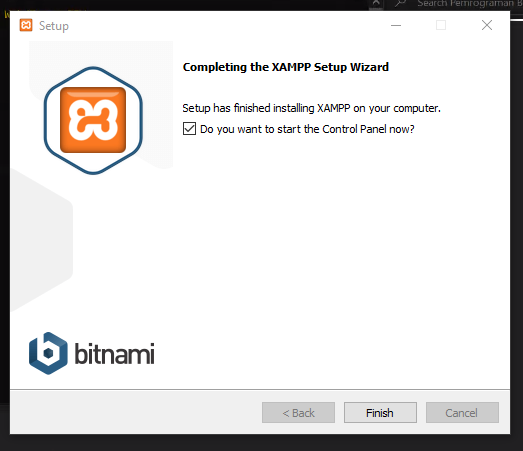 Search Pemrograman B
Setup
Completing the XAMPP Setup Wizard
Setup has finished installing XAMPP on your computer.
Do you want to start the Control Panel now?
bitnami
< Back
Finish
Cancel